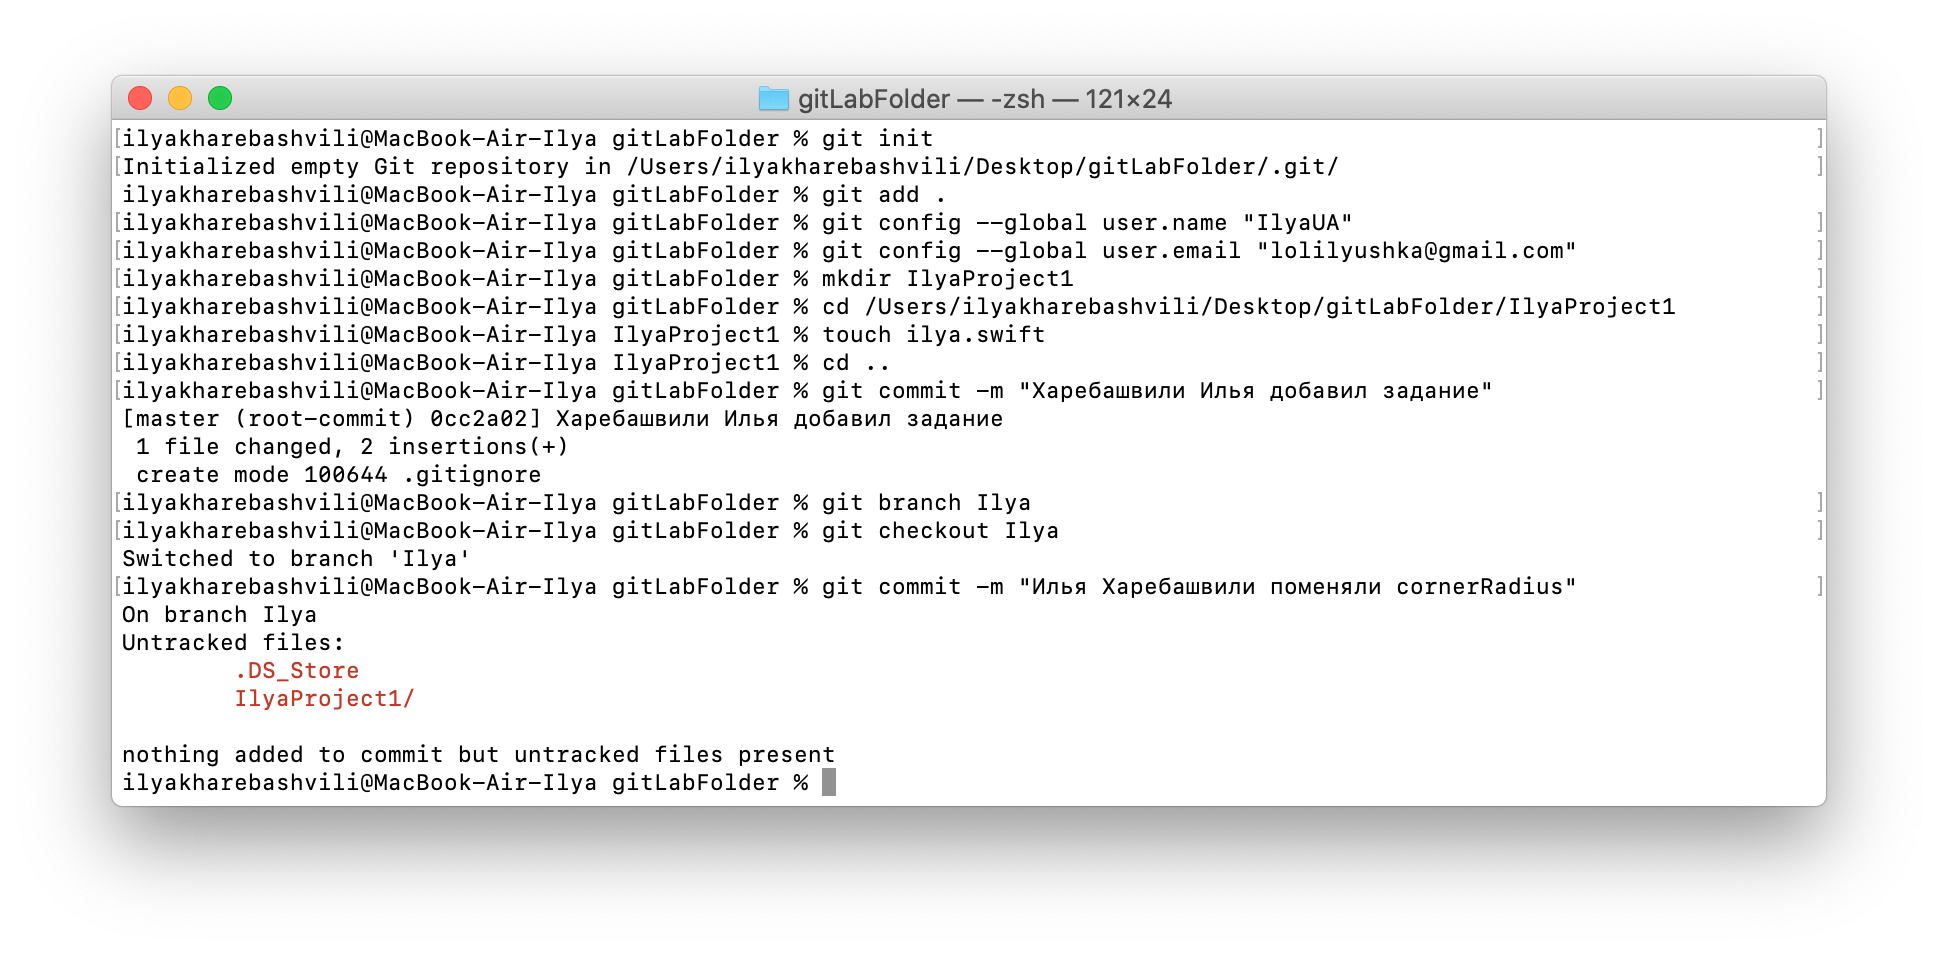 gitLabFolder — -zsh — 121×24
[ilyakharebashvili@MacBook-Air-Ilya gitLabFolder % git init ]
[Initialized empty Git repository in /Users/ilyakharebashvili/Desktop/gitLabFolder/.git/ ]
ilyakharebashvili@MacBook-Air-Ilya gitLabFolder % git add .
[ilyakharebashvili@MacBook-Air-Ilya gitLabFolder % git config --global user.name "IlyaUA" ]
[ilyakharebashvili@MacBook-Air-Ilya gitLabFolder % git config --global user.email "lolilyushka@gmail.com" ]
[ilyakharebashvili@MacBook-Air-Ilya gitLabFolder % mkdir IlyaProject1 ]
[ilyakharebashvili@MacBook-Air-Ilya gitLabFolder % cd /Users/ilyakharebashvili/Desktop/gitLabFolder/IlyaProject1 ]
[ilyakharebashvili@MacBook-Air-Ilya IlyaProject1 % touch ilya.swift ]
[ilyakharebashvili@MacBook-Air-Ilya IlyaProject1 % cd .. ]
[ilyakharebashvili@MacBook-Air-Ilya gitLabFolder % git commit -m "Харебашвили Илья добавил задание" ]
[master (root-commit) 0cc2a02] Харебашвили Илья добавил задание
 1 file changed, 2 insertions(+)
 create mode 100644 .gitignore
[ilyakharebashvili@MacBook-Air-Ilya gitLabFolder % git branch Ilya ]
[ilyakharebashvili@MacBook-Air-Ilya gitLabFolder % git checkout Ilya ]
Switched to branch 'Ilya'
[ilyakharebashvili@MacBook-Air-Ilya gitLabFolder % git commit -m "Илья Харебашвили поменяли cornerRadius" ]
On branch Ilya
Untracked files:
        .DS_Store
        IlyaProject1/
nothing added to commit but untracked files present
ilyakharebashvili@MacBook-Air-Ilya gitLabFolder %